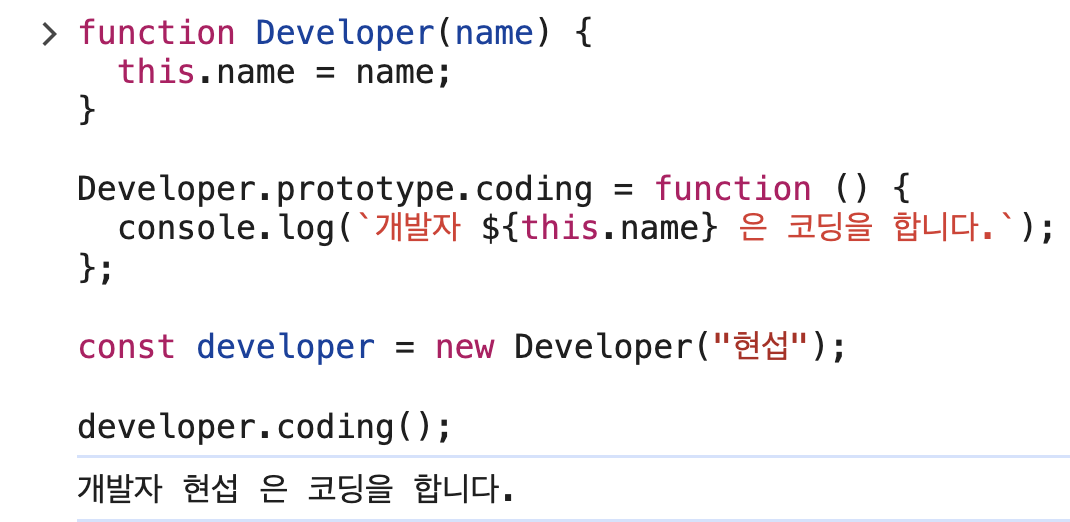 function Developer(name) {
  this.name = name;
}
Developer.prototype.coding = function () {
  console.log(`개발자 ${this.name} 은 코딩을 합니다.`);
};
const developer = new Developer("현섭");
developer.coding();
개발자 현섭 은 코딩을 합니다.